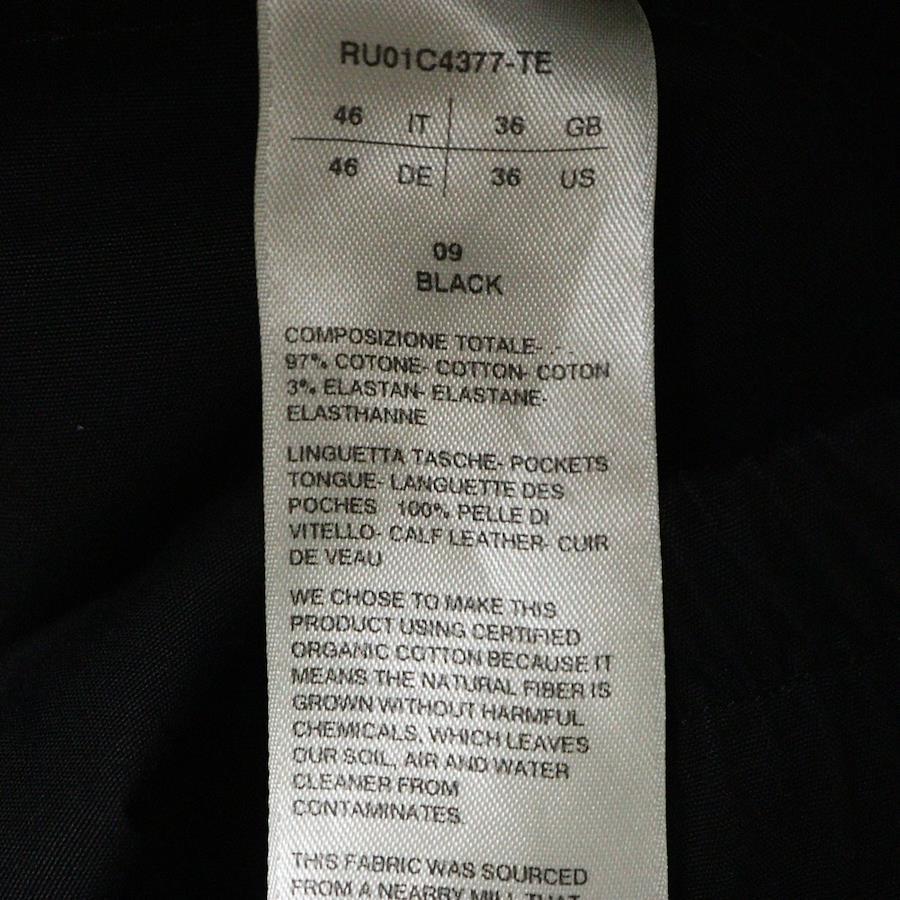 RU01C4377-TE
46 IT 36 GB
46 DE 36 US
09
BLACK
COMPOSIZIONE TOTALE- .- .
97% COTONE- COTTON- COTON
3% ELASTAN- ELASTANE-
ELASTHANNE
LINGUETTA TASCHE- POCKETS
TONGUE- LANGUETTE DES
POCHES 100% PELLE DI
VITELLO- CALF LEATHER- CUIR
DE VEAU
WE CHOSE TO MAKE THIS
PRODUCT USING CERTIFIED
ORGANIC COTTON BECAUSE IT
MEANS THE NATURAL FIBER IS
GROWN WITHOUT HARMFUL
CHEMICALS, WHICH LEAVES
OUR SOIL, AIR AND WATER
CLEANER FROM
CONTAMINATES.
THIS FABRIC WAS SOURCED
FROM A NEARBY MILL THAT